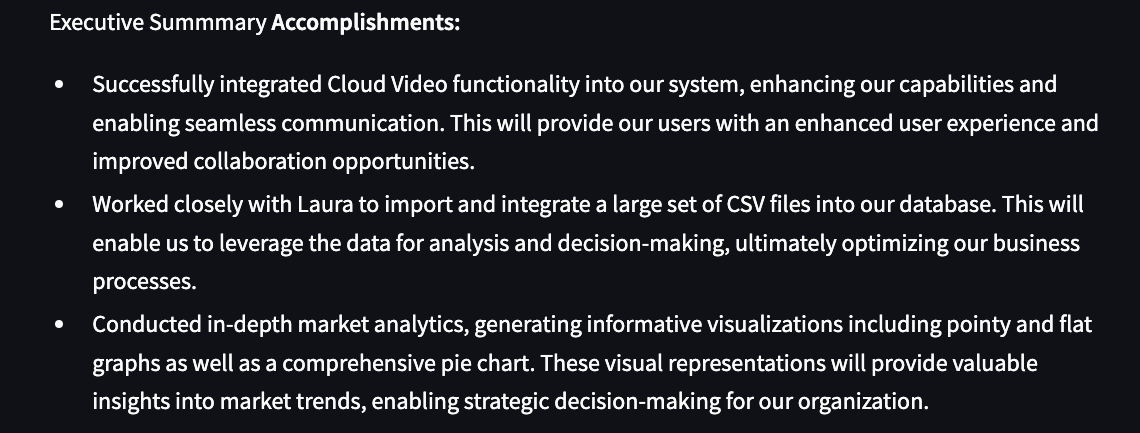 Executive Summmary Accomplishments:
• Successfully integrated Cloud Video functionality into our system, enhancing our capabilities and
enabling seamless communication. This will provide our users with an enhanced user experience and
improved collaboration opportunities.
• Worked closely with Laura to import and integrate a large set of CSV files into our database. This will
enable us to leverage the data for analysis and decision-making, ultimately optimizing our business
processes.
• Conducted in-depth market analytics, generating informative visualizations including pointy and flat
graphs as well as a comprehensive pie chart. These visual representations will provide valuable
insights into market trends, enabling strategic decision-making for our organization.